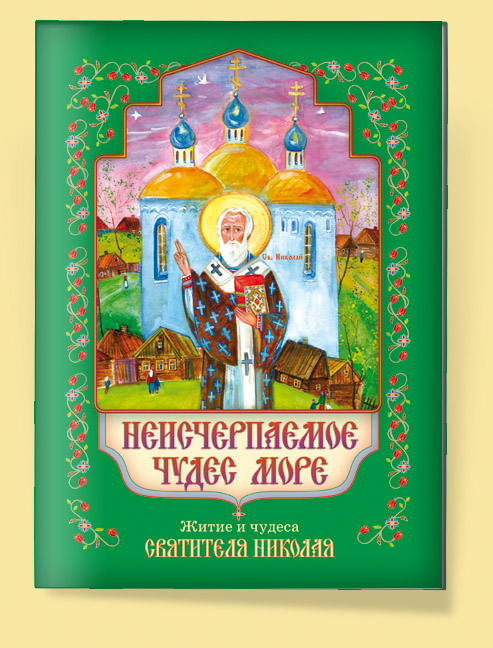 Св. Николай
НЕИСЧЕРПАЕМОЕ
ЧУДЕС МОРЕ
Житие и чудеса
СВЯТИТЕЛЯ НИКОЛАЯ